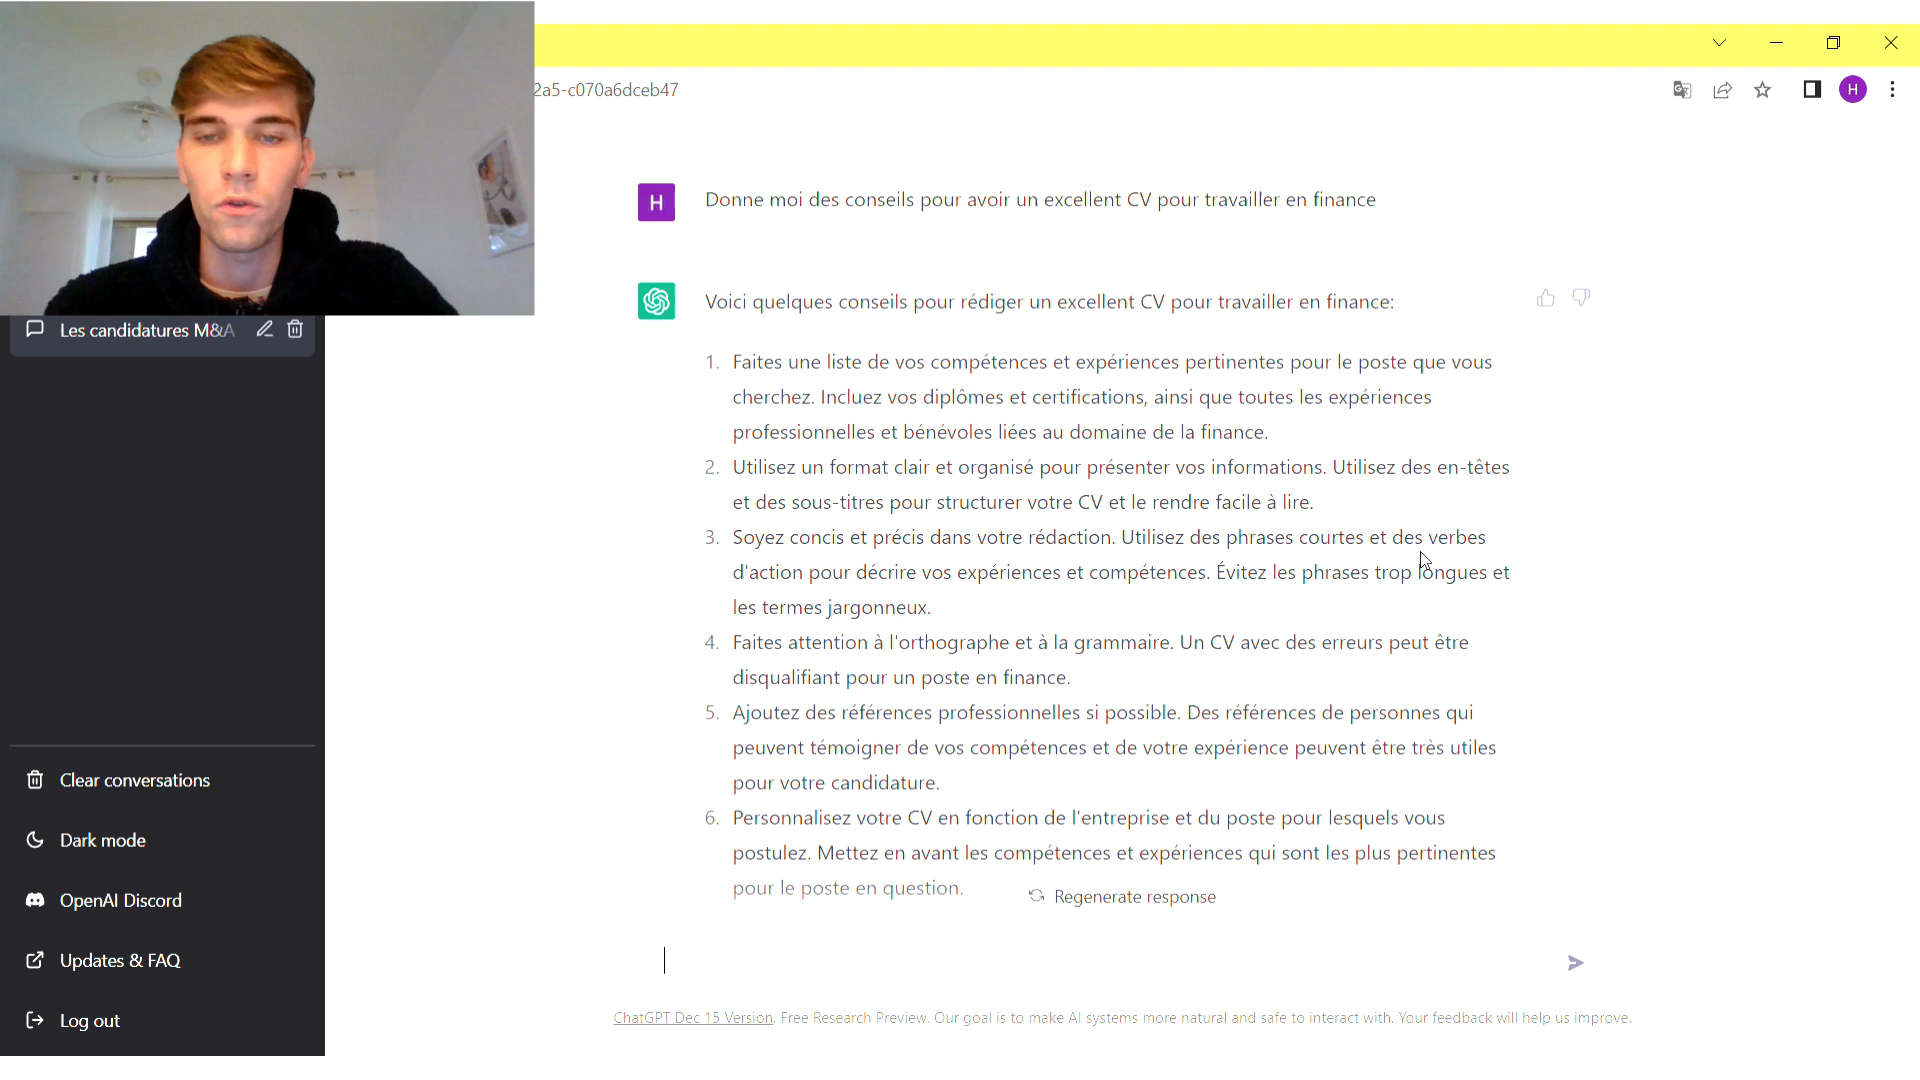 2a5-c070a6dceb47
H
H
Donne moi des conseils pour avoir un excellent CV pour travailler en finance
Voici quelques conseils pour rédiger un excellent CV pour travailler en finance:
1. Faites une liste de vos compétences et expériences pertinentes pour le poste que vous
cherchez. Incluez vos diplômes et certifications, ainsi que toutes les expériences
professionnelles et bénévoles liées au domaine de la finance.
2. Utilisez un format clair et organisé pour présenter vos informations. Utilisez des en-têtes
et des sous-titres pour structurer votre CV et le rendre facile à lire.
3. Soyez concis et précis dans votre rédaction. Utilisez des phrases courtes et des verbes
d'action pour décrire vos expériences et compétences. Évitez les phrases trop longues et
les termes jargonneux.
4. Faites attention à l'orthographe et à la grammaire. Un CV avec des erreurs peut être
disqualifiant pour un poste en finance.
5. Ajoutez des références professionnelles si possible. Des références de personnes qui
peuvent témoigner de vos compétences et de votre expérience peuvent être très utiles
pour votre candidature.
6. Personnalisez votre CV en fonction de l'entreprise et du poste pour lesquels vous
postulez. Mettez en avant les compétences et expériences qui sont les plus pertinentes
pour le poste en question.
Regenerate response
ChatGPT Dec 15 Version. Free Research Preview. Our goal is to make AI systems more natural and safe to interact with. Your feedback will help us improve.
Les candidatures M&A
Clear conversations
Dark mode
OpenAI Discord
Updates & FAQ
Log out